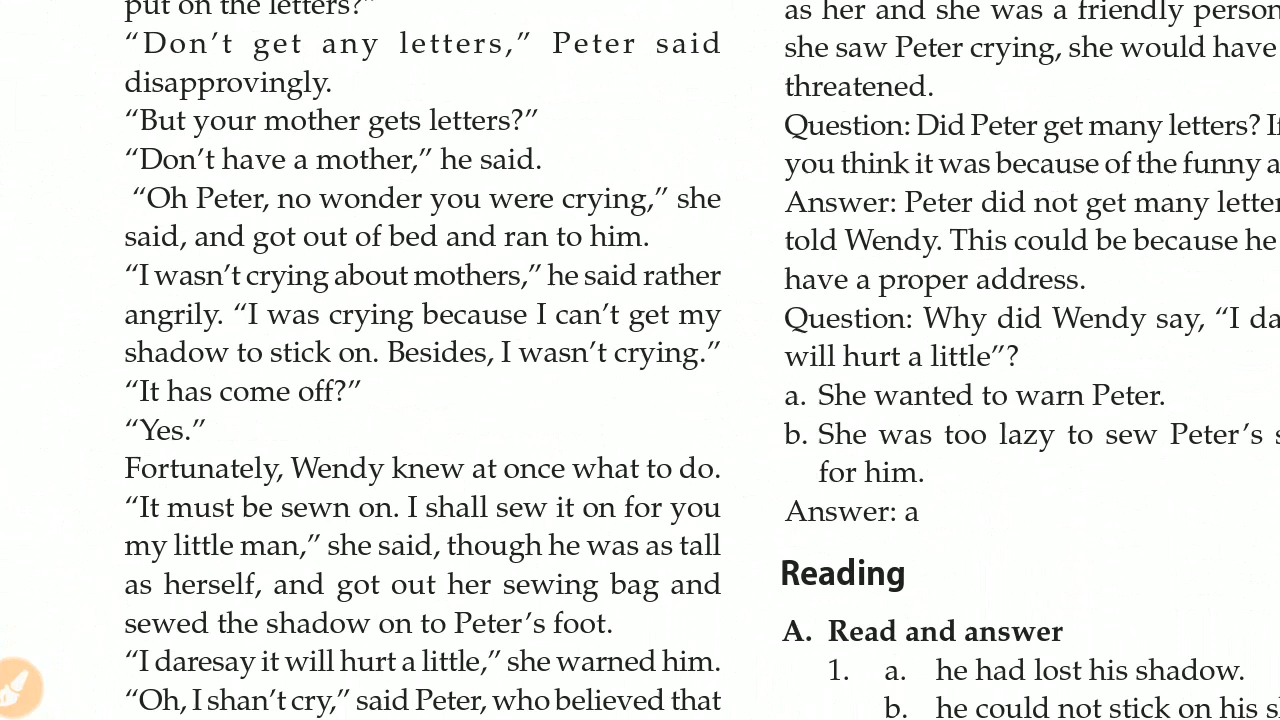 put on the letters?”
“Don’t get any letters,” Peter said
disapprovingly.
“But your mother gets letters?”
“Don’t have a mother,” he said.
“Oh Peter, no wonder you were crying,” she
said, and got out of bed and ran to him.
“I wasn’t crying about mothers,” he said rather
angrily. “I was crying because I can’t get my
shadow to stick on. Besides, I wasn’t crying.”
“It has come off?”
“Yes.”
Fortunately, Wendy knew at once what to do.
“It must be sewn on. I shall sew it on for you
my little man,” she said, though he was as tall
as herself, and got out her sewing bag and
sewed the shadow on to Peter’s foot.
“I daresay it will hurt a little,” she warned him.
“Oh, I shan’t cry,” said Peter, who believed that
as her and she was a friendly person
she saw Peter crying, she would have
threatened.
Question: Did Peter get many letters? If
you think it was because of the funny a
Answer: Peter did not get many letter
told Wendy. This could be because he
have a proper address.
Question: Why did Wendy say, “I da
will hurt a little”?
a. She wanted to warn Peter.
b. She was too lazy to sew Peter’s s
for him.
Answer: a
Reading
A. Read and answer
1. a. he had lost his shadow.
b. he could not stick on his s